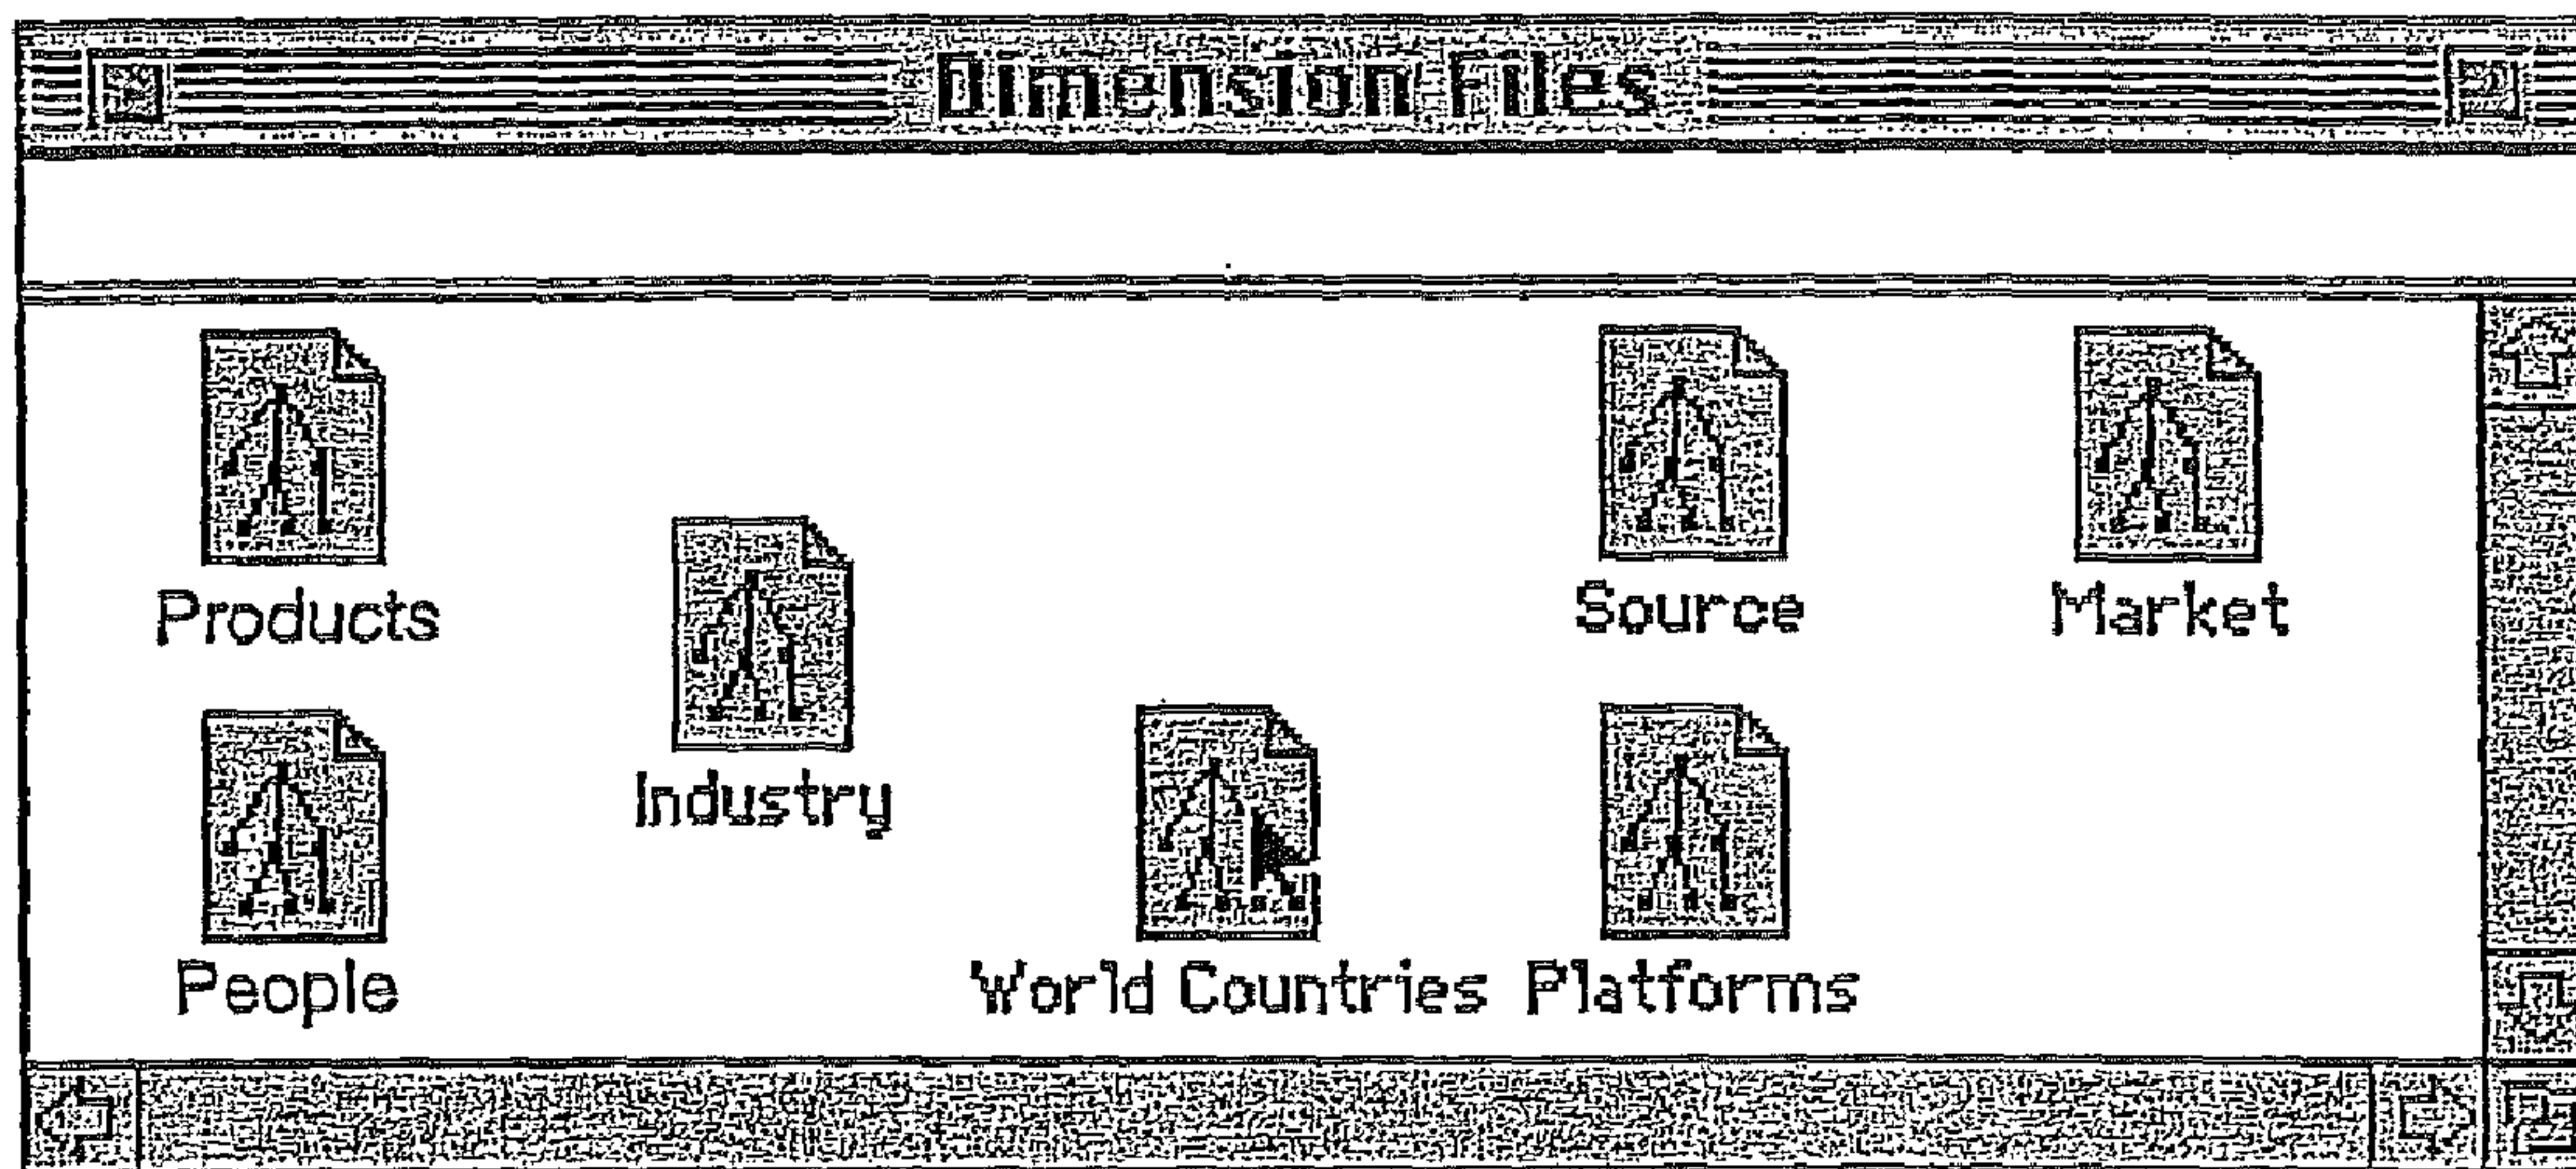 Dimension Files
Products
Source
Market
Industry
People
World Countries
Platforms